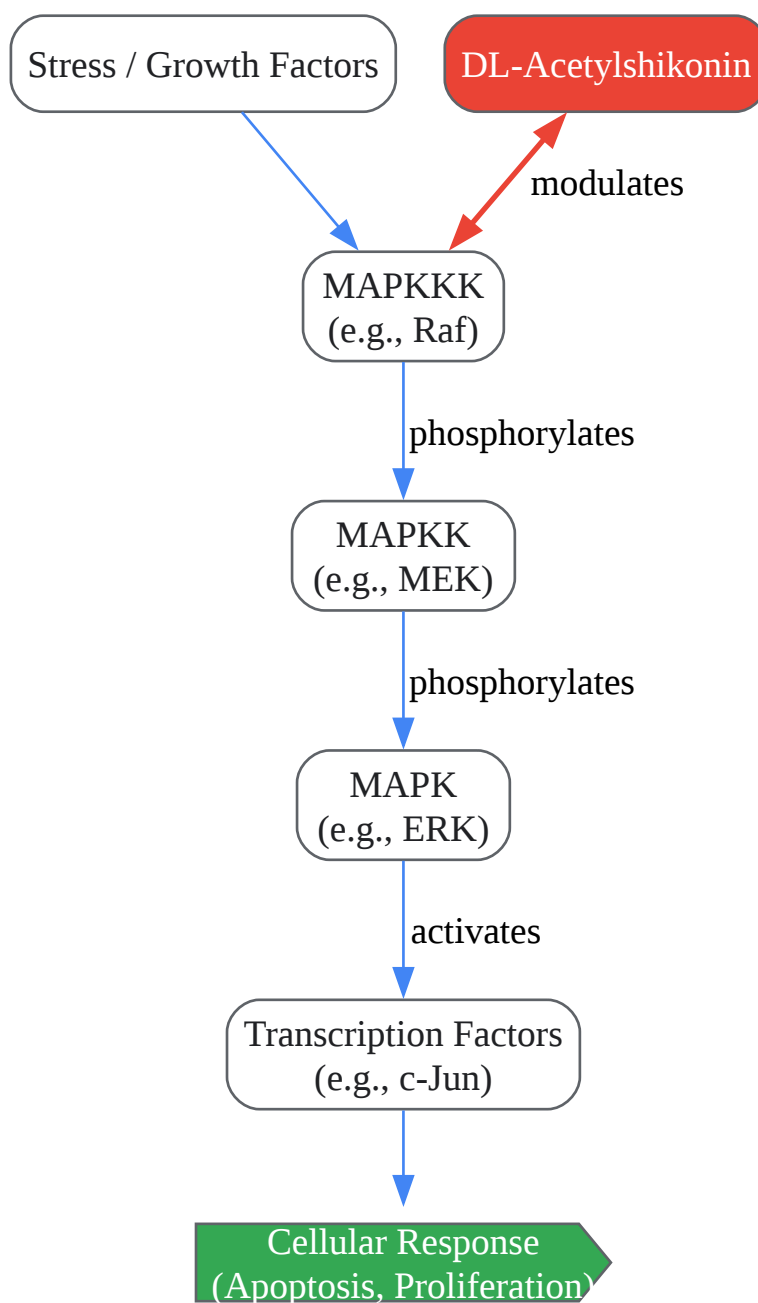 Stress / Growth Factors
DL-Acetylshikonin
modulates
MAPKKK
(e.g., Raf)
phosphorylates
MAPKK
(e.g., MEK)
phosphorylates
MAPK
(e.g., ERK)
activates
Transcription Factors
(e.g., c-Jun)
Cellular Response
(Apoptosis, Proliferation)